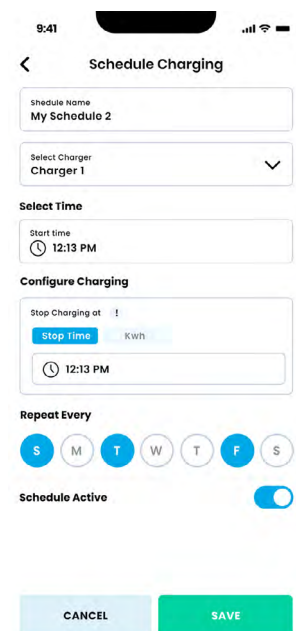 9:41
Schedule Charging
Shedule Name
My Schedule 2
Select Charger
Charger 1
Select Time
Start time
12:13 PM
Configure Charging
Stop Charging at !
Stop Time Kwh
12:13 PM
Repeat Every
S M T W T F S
Schedule Active
CANCEL SAVE